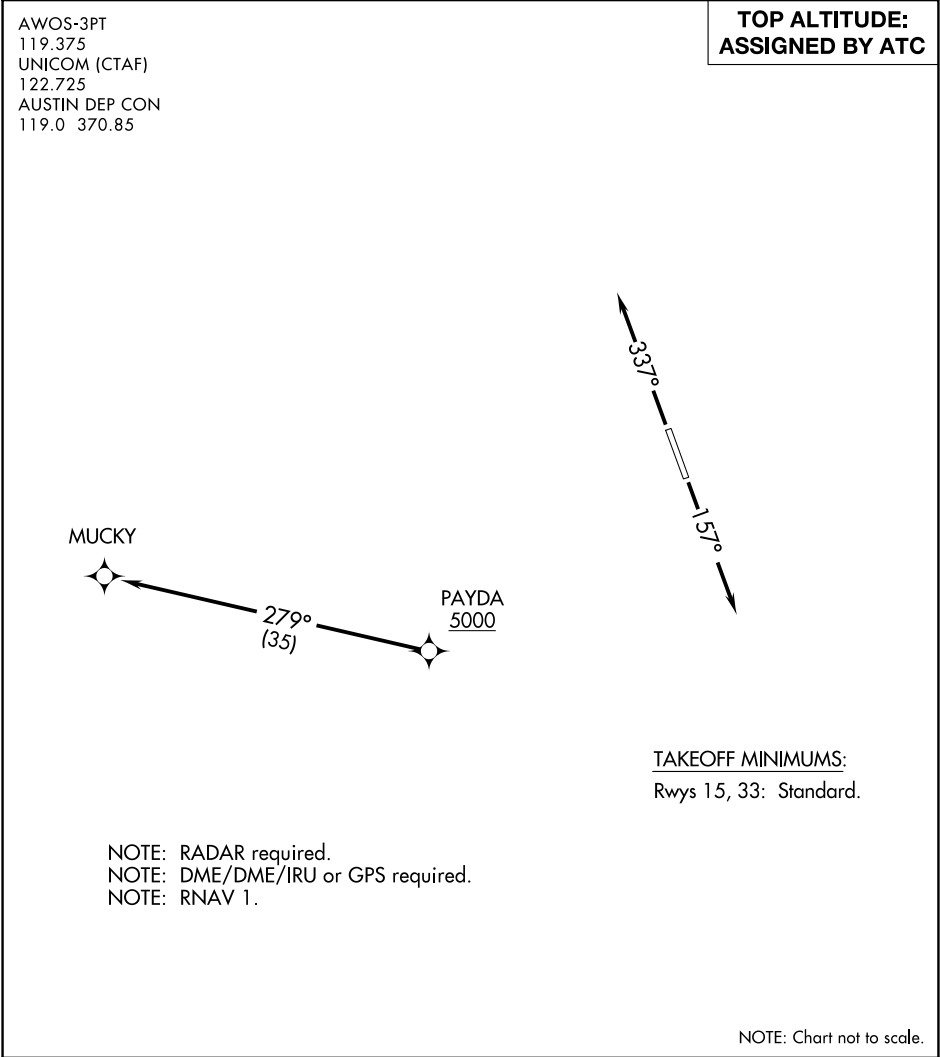 AWOS-3PT
119.375
UNICOM (CTAF)
122.725
AUSTIN DEP CON
119.0 370.85
TOP ALTITUDE:
ASSIGNED BY ATC
337°
157°
MUCKY
279°
(35)
PAYDA
5000
TAKEOFF MINIMUMS:
Rwys 15, 33: Standard.
NOTE: RADAR required.
NOTE: DME/DME/IRU or GPS required.
NOTE: RNAV 1.
NOTE: Chart not to scale.